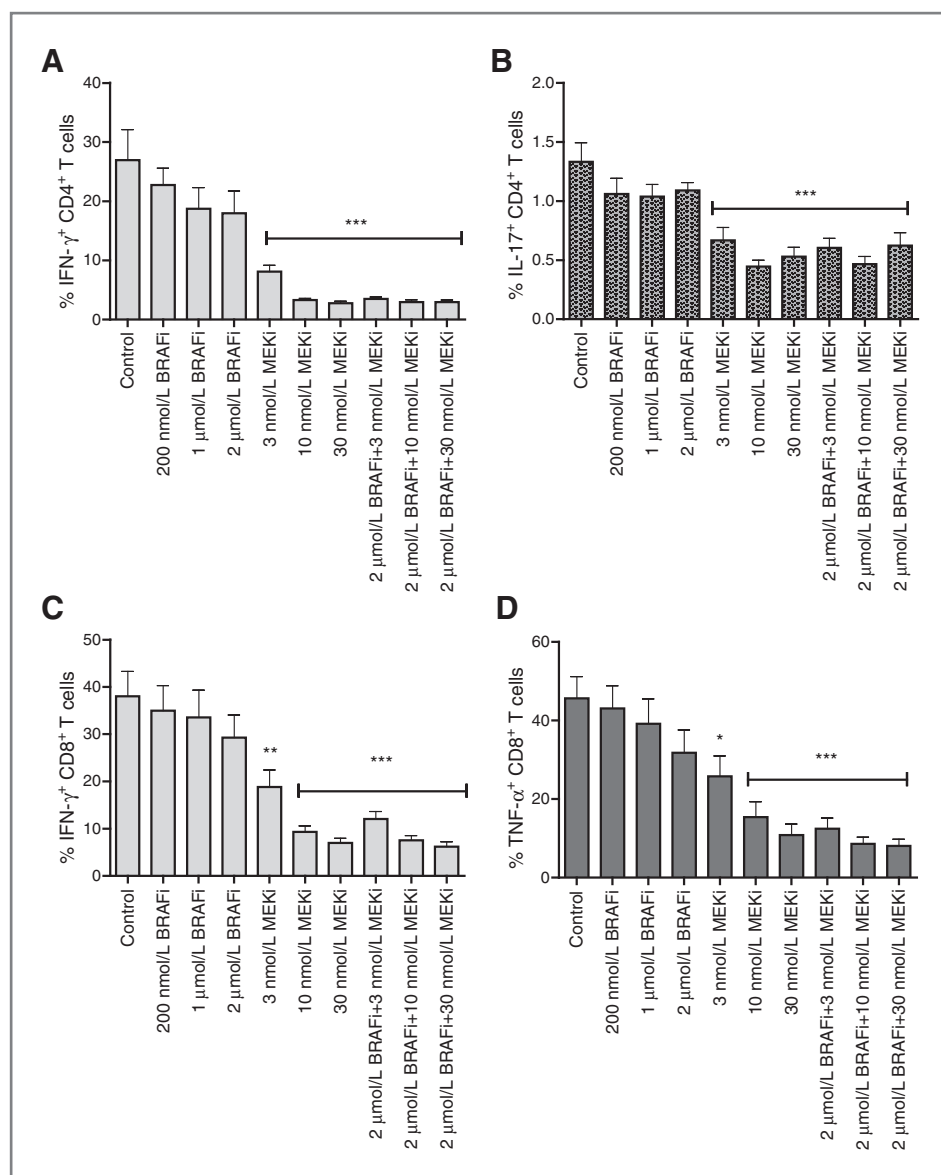 A
% IFN-γ+ CD4+ T cells
40
30
20
10
0
***
Control
200 nmol/L BRAFi
1 μmol/L BRAFi
2 μmol/L BRAFi
3 nmol/L MEKi
10 nmol/L MEKi
30 nmol/L MEKi
2 μmol/L BRAFi+3 nmol/L MEKi
2 μmol/L BRAFi+10 nmol/L MEKi
2 μmol/L BRAFi+30 nmol/L MEKi
B
% IL-17+ CD4+ T cells
2.0
1.5
1.0
0.5
0.0
***
Control
200 nmol/L BRAFi
1 μmol/L BRAFi
2 μmol/L BRAFi
3 nmol/L MEKi
10 nmol/L MEKi
30 nmol/L MEKi
2 μmol/L BRAFi+3 nmol/L MEKi
2 μmol/L BRAFi+10 nmol/L MEKi
2 μmol/L BRAFi+30 nmol/L MEKi
C
% IFN-γ+ CD8+ T cells
50
40
30
20
10
0
**
***
Control
200 nmol/L BRAFi
1 μmol/L BRAFi
2 μmol/L BRAFi
3 nmol/L MEKi
10 nmol/L MEKi
30 nmol/L MEKi
2 μmol/L BRAFi+3 nmol/L MEKi
2 μmol/L BRAFi+10 nmol/L MEKi
2 μmol/L BRAFi+30 nmol/L MEKi
D
% TNF-α+ CD8+ T cells
60
40
20
0
*
***
Control
200 nmol/L BRAFi
1 μmol/L BRAFi
2 μmol/L BRAFi
3 nmol/L MEKi
10 nmol/L MEKi
30 nmol/L MEKi
2 μmol/L BRAFi+3 nmol/L MEKi
2 μmol/L BRAFi+10 nmol/L MEKi
2 μmol/L BRAFi+30 nmol/L MEKi